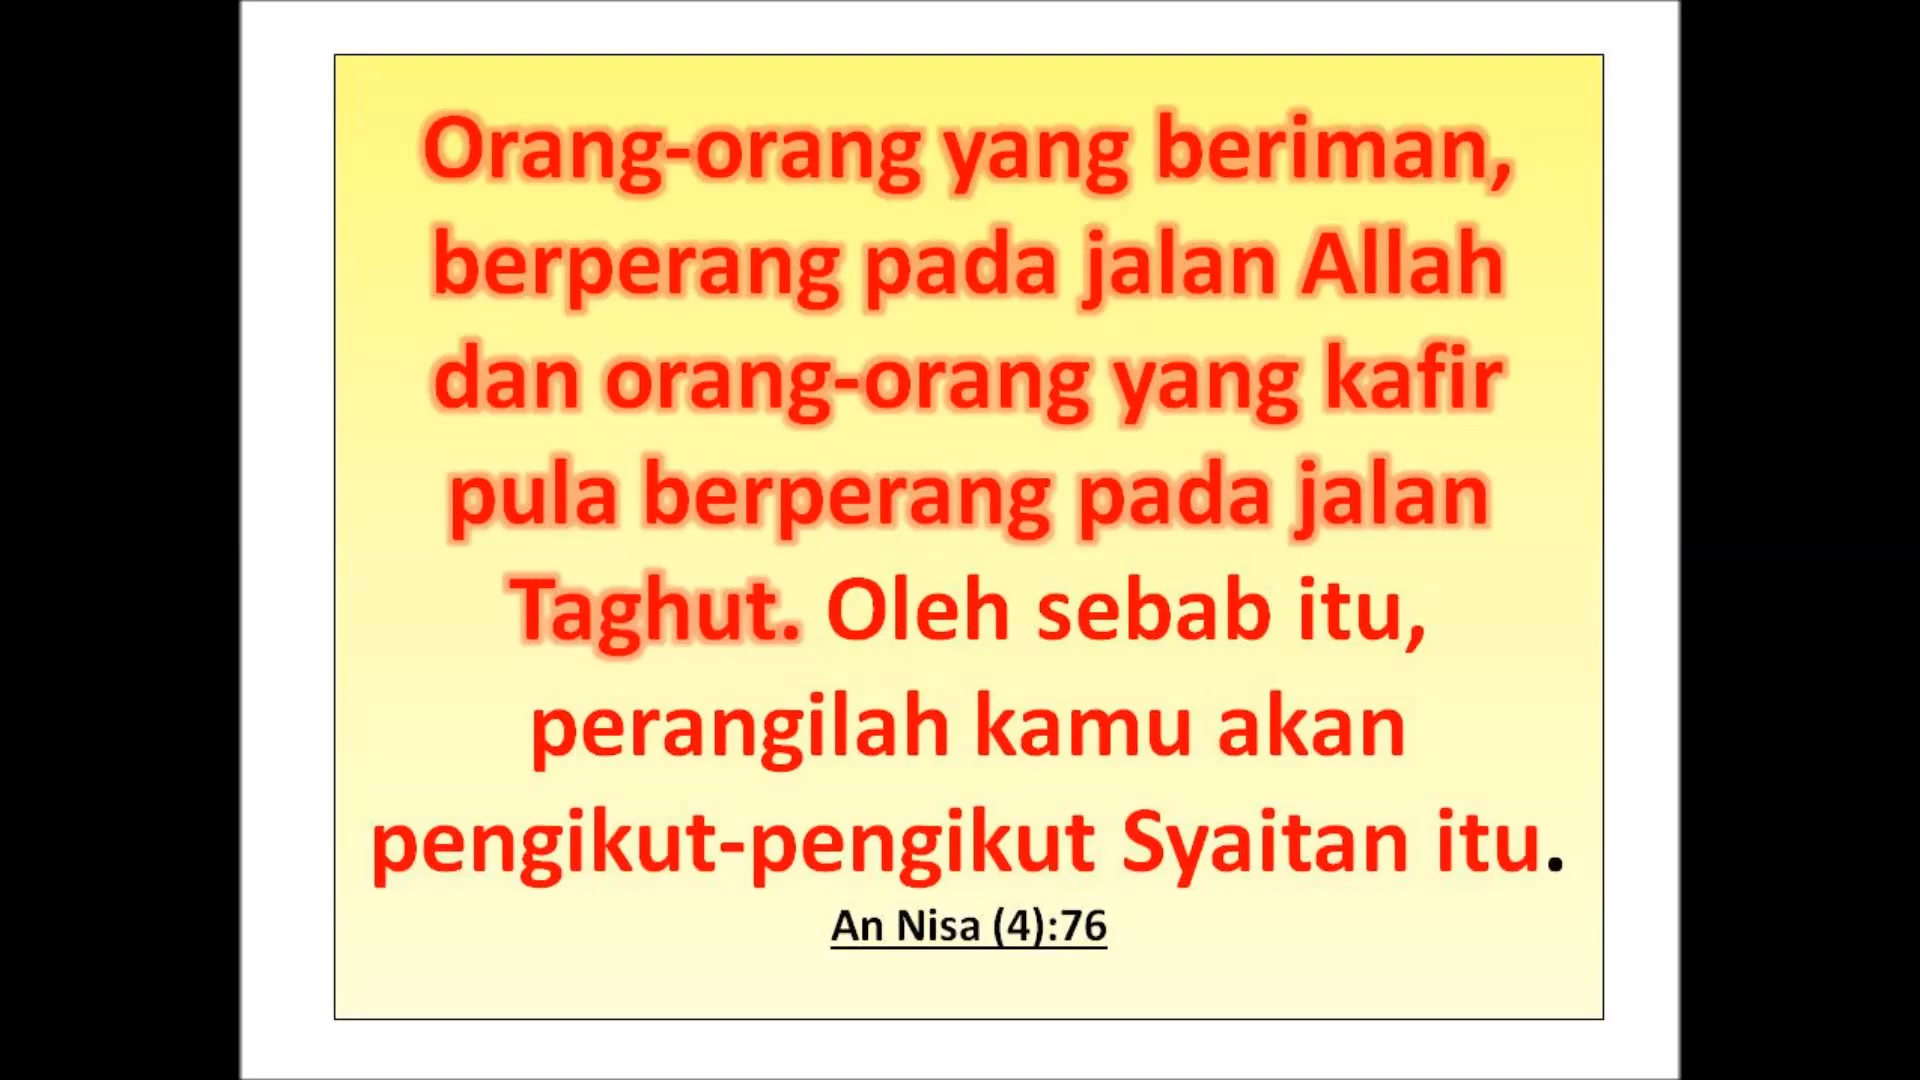 Orang-orang yang beriman,
berperang pada jalan Allah
dan orang-orang yang kafir
pula berperang pada jalan
Taghut. Oleh sebab itu,
perangilah kamu akan
pengikut-pengikut Syaitan itu.
An Nisa (4):76